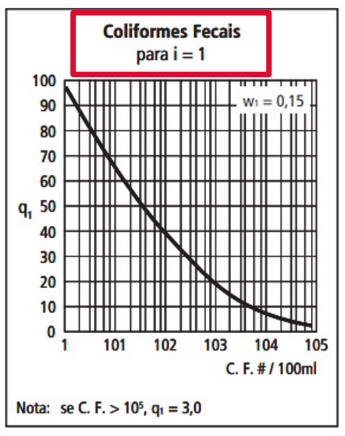 Coliformes Fecais
para i = 1
w₁ = 0,15
100
90
80
70
60
50
40
30
20
10
0
q₁
1 101 102 103 104 105
C. F. # / 100ml
Nota: se C. F. > 10⁵, q₁ = 3,0